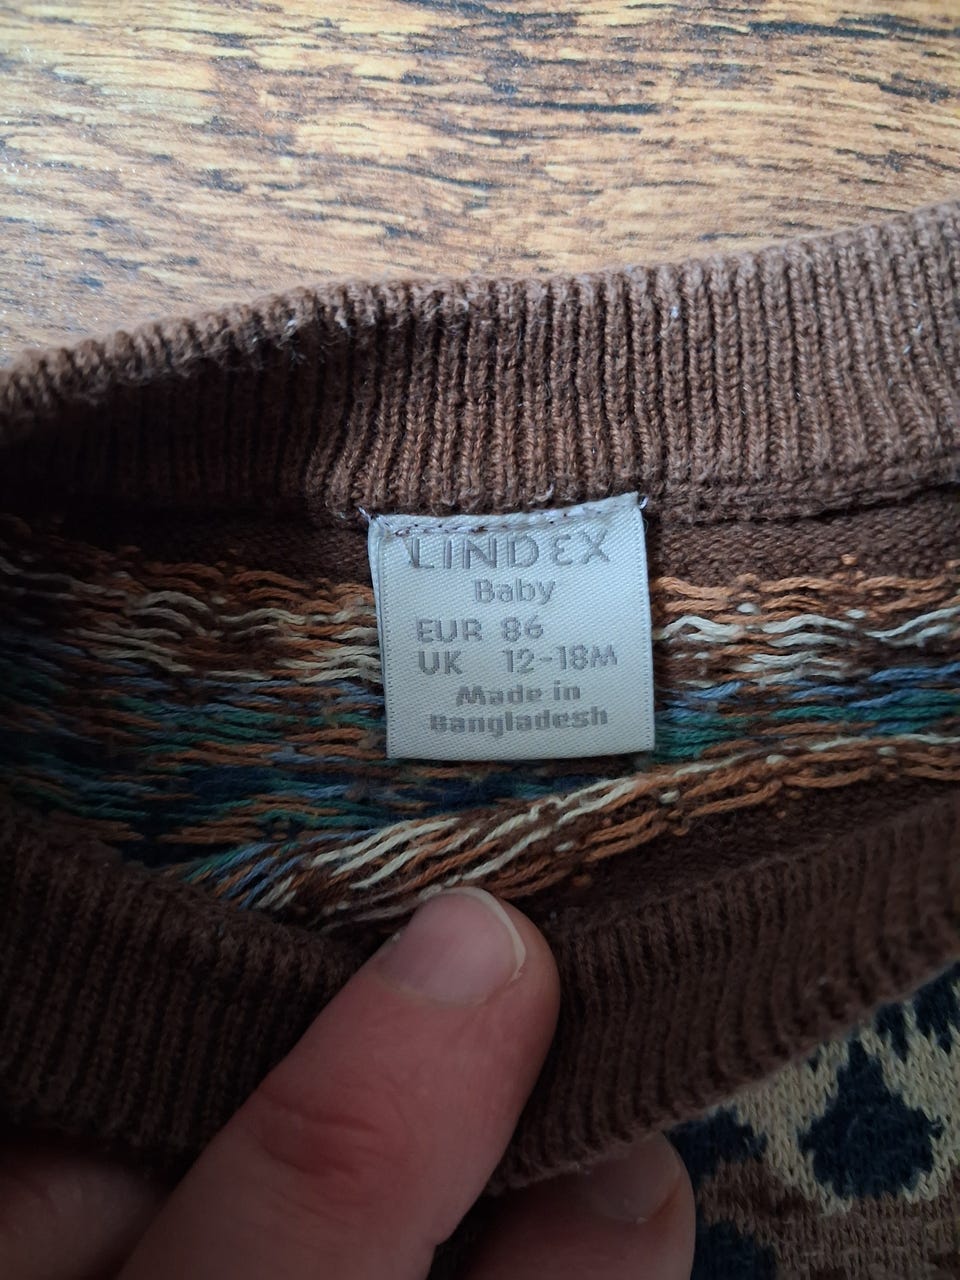 LINDEX
Baby
EUR 86
UK 12-18M
Made in
Bangladesh